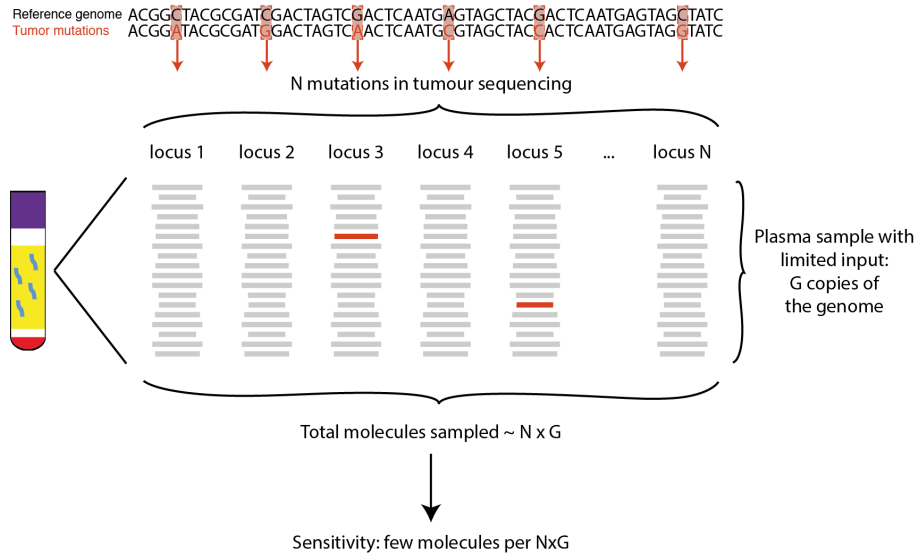 Reference genome ACGGCTACGCGATCGACTAGTCGACTCAATGAGTAGCTACGACTCAATGAGTAGCTATC
Tumor mutations ACGGATACGCGATGGACTAGTCAACTCAATGCGTAGCTACCACTCAATGAGTAGGTATC
N mutations in tumour sequencing
locus 1 locus 2 locus 3 locus 4 locus 5 ... locus N
Plasma sample with
limited input:
G copies of
the genome
Total molecules sampled ~ N x G
Sensitivity: few molecules per NxG